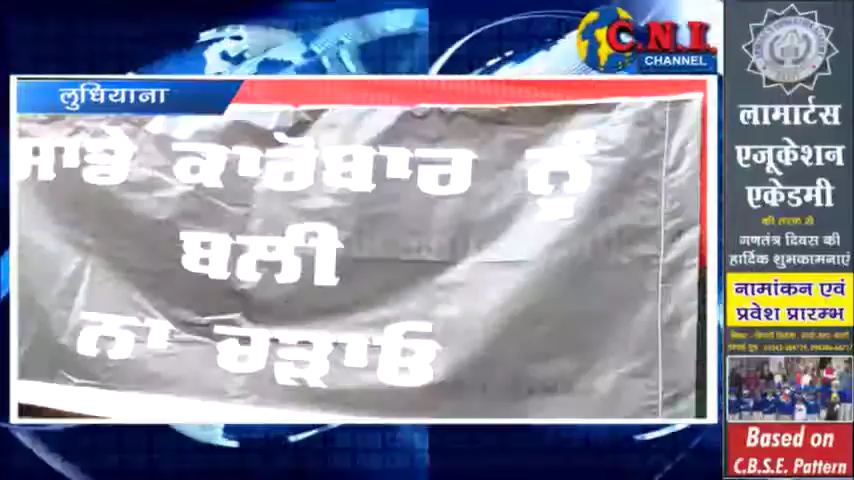 C.N.I.
CHANNEL
ਲੁਧਿਆਨਾ
ਸਾਡੇ ਕਾਰੋਬਾਰ ਨੂੰ
ਬਲੀ
ਨਾ ਚੜਾਓ
लामार्टस
एजूकेशन
एकेडमी
की तरफ से
गणतंत्र दिवस की
हार्दिक शुभकामनाएं
नामांकन एवं
प्रवेश प्रारम्भ
Based on
C.B.S.E. Pattern